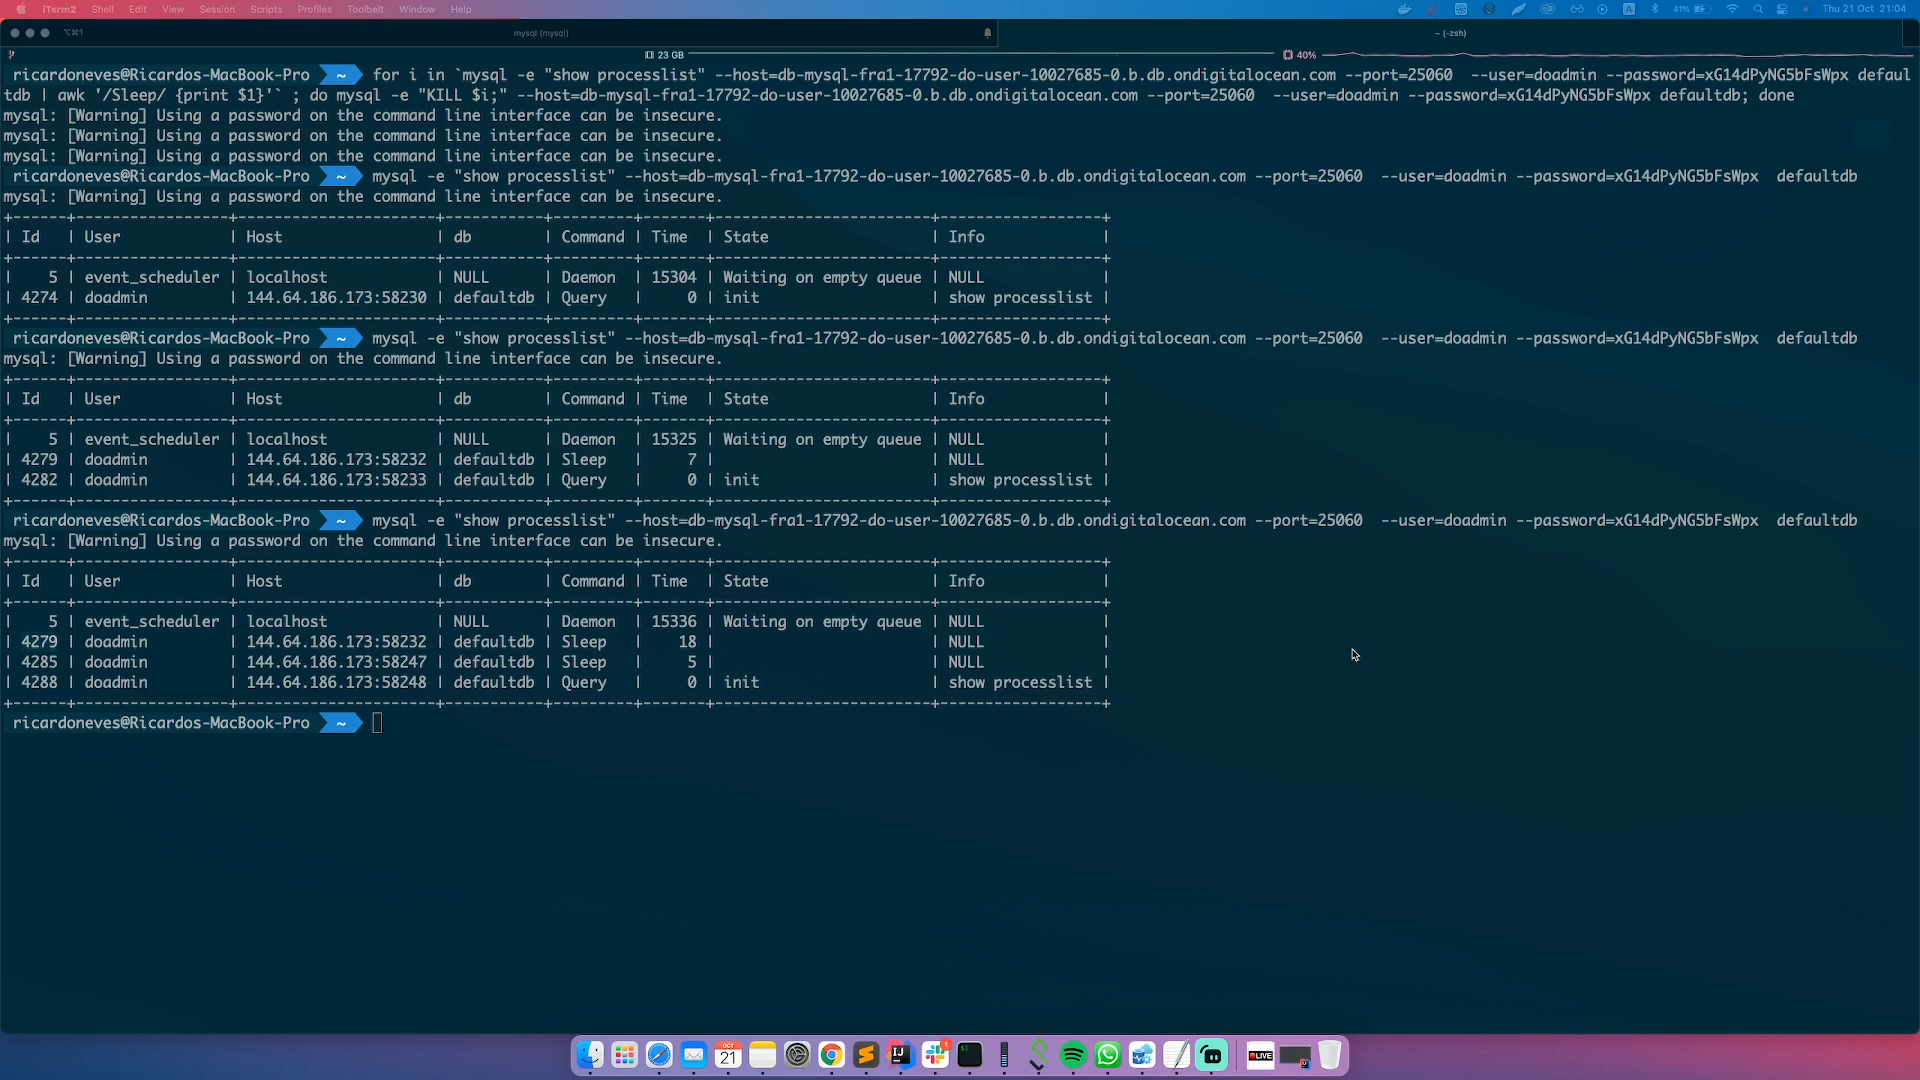 iTerm2 Shell Edit View Session Scripts Profiles Toolbelt Window Help 41% Thu 21 Oct 21:04
⌥⌘1 mysql (mysql) ~ (-zsh)
23 GB 40%
ricardoneves@Ricardos-MacBook-Pro ~ for i in `mysql -e "show processlist" --host=db-mysql-fra1-17792-do-user-10027685-0.b.db.ondigitalocean.com --port=25060  --user=doadmin --password=xG14dPyNG5bFsWpx defaul
tdb | awk '/Sleep/ {print $1}'` ; do mysql -e "KILL $i;" --host=db-mysql-fra1-17792-do-user-10027685-0.b.db.ondigitalocean.com --port=25060  --user=doadmin --password=xG14dPyNG5bFsWpx defaultdb; done
mysql: [Warning] Using a password on the command line interface can be insecure.
mysql: [Warning] Using a password on the command line interface can be insecure.
mysql: [Warning] Using a password on the command line interface can be insecure.
ricardoneves@Ricardos-MacBook-Pro ~ mysql -e "show processlist" --host=db-mysql-fra1-17792-do-user-10027685-0.b.db.ondigitalocean.com --port=25060  --user=doadmin --password=xG14dPyNG5bFsWpx  defaultdb
mysql: [Warning] Using a password on the command line interface can be insecure.
+------+-----------------+----------------------+-----------+---------+-------+------------------------+------------------+
| Id   | User            | Host                 | db        | Command | Time  | State                  | Info             |
+------+-----------------+----------------------+-----------+---------+-------+------------------------+------------------+
|    5 | event_scheduler | localhost            | NULL      | Daemon  | 15304 | Waiting on empty queue | NULL             |
| 4274 | doadmin         | 144.64.186.173:58230 | defaultdb | Query   |     0 | init                   | show processlist |
+------+-----------------+----------------------+-----------+---------+-------+------------------------+------------------+
ricardoneves@Ricardos-MacBook-Pro ~ mysql -e "show processlist" --host=db-mysql-fra1-17792-do-user-10027685-0.b.db.ondigitalocean.com --port=25060  --user=doadmin --password=xG14dPyNG5bFsWpx  defaultdb
mysql: [Warning] Using a password on the command line interface can be insecure.
+------+-----------------+----------------------+-----------+---------+-------+------------------------+------------------+
| Id   | User            | Host                 | db        | Command | Time  | State                  | Info             |
+------+-----------------+----------------------+-----------+---------+-------+------------------------+------------------+
|    5 | event_scheduler | localhost            | NULL      | Daemon  | 15325 | Waiting on empty queue | NULL             |
| 4279 | doadmin         | 144.64.186.173:58232 | defaultdb | Sleep   |     7 |                        | NULL             |
| 4282 | doadmin         | 144.64.186.173:58233 | defaultdb | Query   |     0 | init                   | show processlist |
+------+-----------------+----------------------+-----------+---------+-------+------------------------+------------------+
ricardoneves@Ricardos-MacBook-Pro ~ mysql -e "show processlist" --host=db-mysql-fra1-17792-do-user-10027685-0.b.db.ondigitalocean.com --port=25060  --user=doadmin --password=xG14dPyNG5bFsWpx  defaultdb
mysql: [Warning] Using a password on the command line interface can be insecure.
+------+-----------------+----------------------+-----------+---------+-------+------------------------+------------------+
| Id   | User            | Host                 | db        | Command | Time  | State                  | Info             |
+------+-----------------+----------------------+-----------+---------+-------+------------------------+------------------+
|    5 | event_scheduler | localhost            | NULL      | Daemon  | 15336 | Waiting on empty queue | NULL             |
| 4279 | doadmin         | 144.64.186.173:58232 | defaultdb | Sleep   |    18 |                        | NULL             |
| 4285 | doadmin         | 144.64.186.173:58247 | defaultdb | Sleep   |     5 |                        | NULL             |
| 4288 | doadmin         | 144.64.186.173:58248 | defaultdb | Query   |     0 | init                   | show processlist |
+------+-----------------+----------------------+-----------+---------+-------+------------------------+------------------+
ricardoneves@Ricardos-MacBook-Pro ~
OCT
21 IJ 1 LIVE